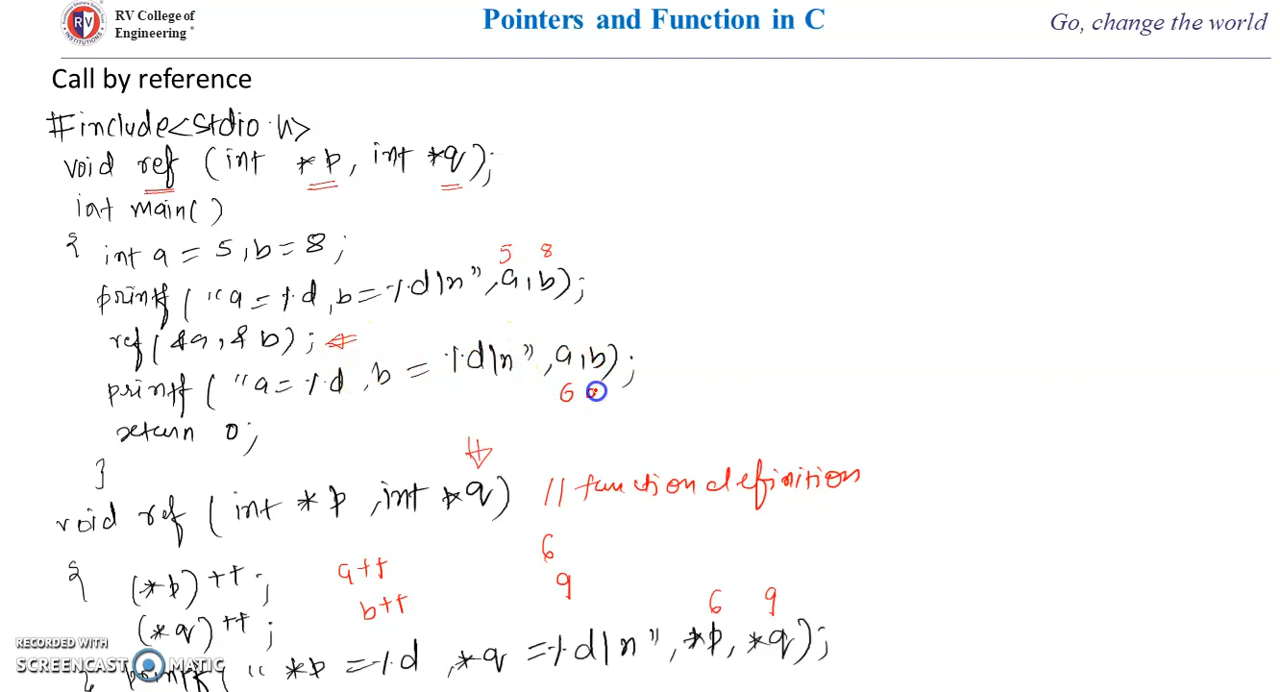 RV College of
Engineering
Pointers and Function in C
Go, change the world
Call by reference
#include<stdio.h>
void ref (int *p, int *q);
int main()
{ int a = 5, b = 8;
5 8
printf ( "a = %d, b = %d\n", a, b);
ref( &a, & b);
printf ( "a = %d, b = %d\n", a, b);
6
return 0;
}
void ref ( int *p, int *q) // function definition
6
{ (*p)++; a++
9
(*q)++; b++
6 9
RECORDED WITH
SCREENCAST MATIC
} printf ( " *p = %d, *q = %d\n", *p, *q);